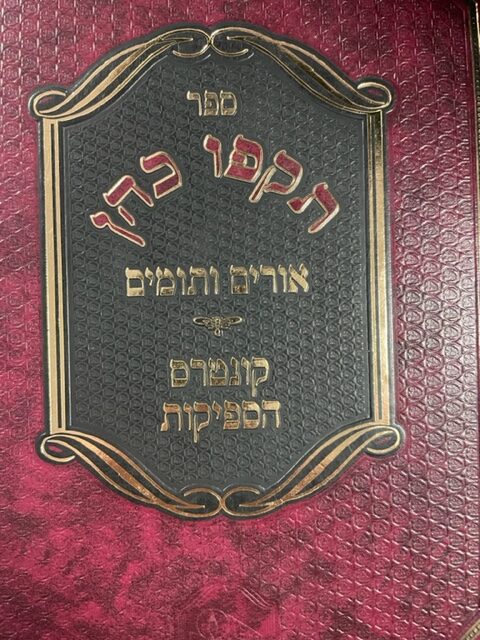 ספר
תקפו כהן
אורים ותומים
קונטרס
הספיקות